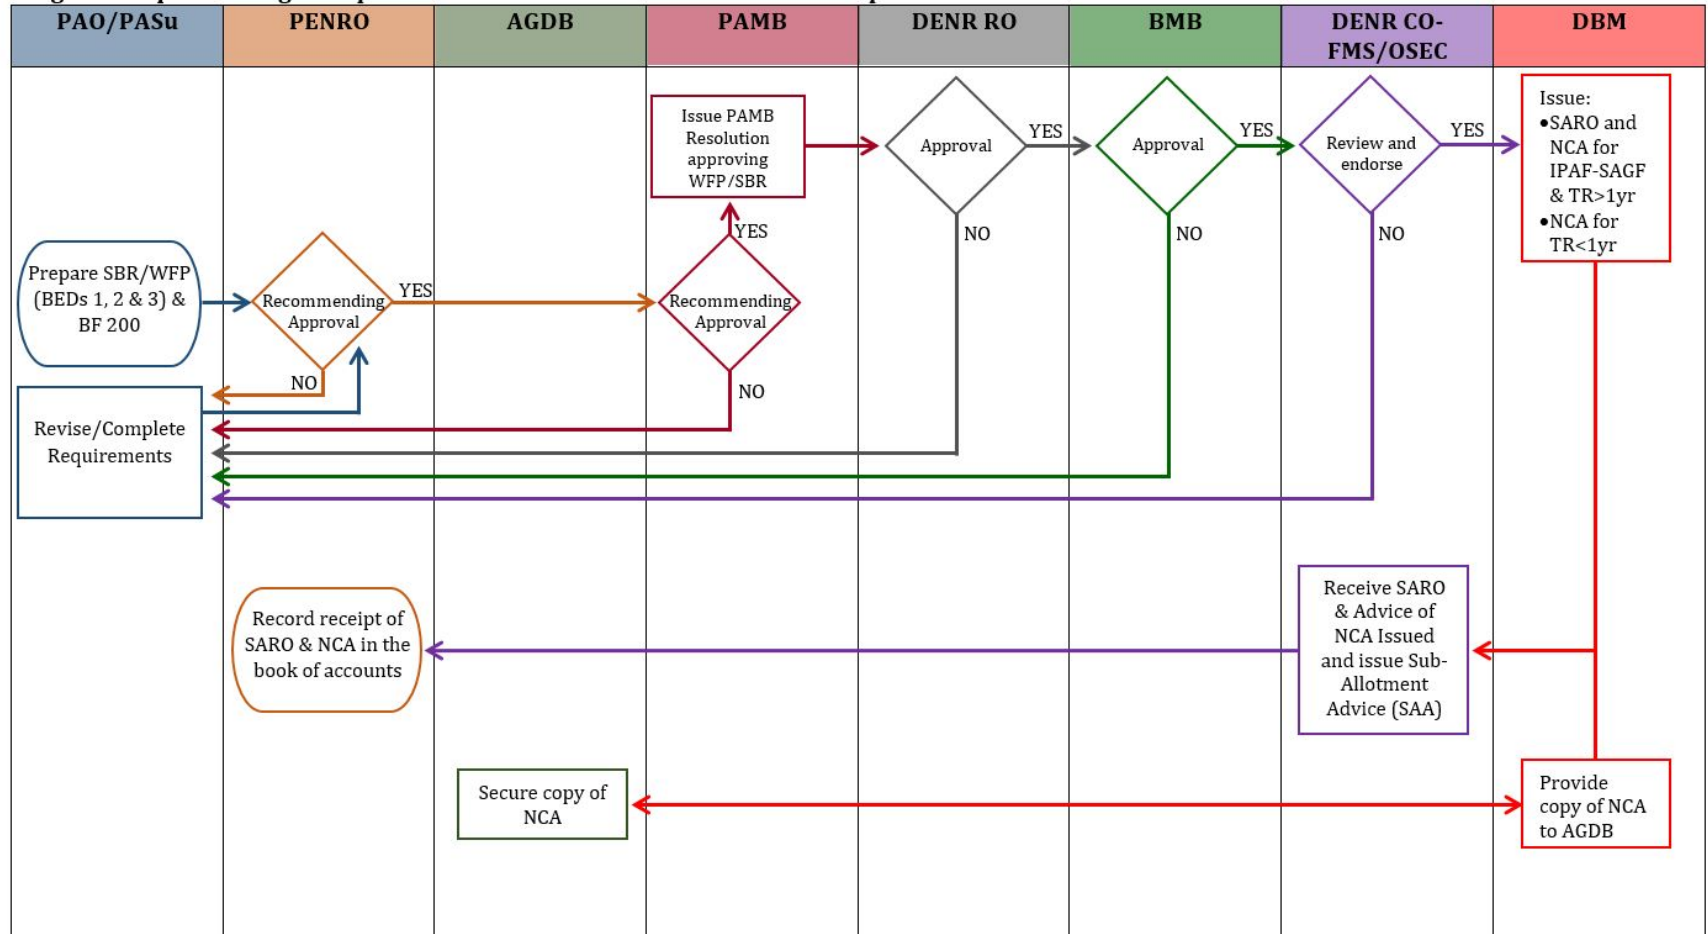 PAO/PASu
PENRO
AGDB
PAMB
DENR RO
BMB
DENR CO-
FMS/OSEC
DBM
Issue PAMB
Resolution
approving
WFP/SBR
Approval
YES
Approval
YES
Review and
endorse
YES
Issue:
•SARO and
NCA for
IPAF-SAGF
& TR>1yr
•NCA for
TR<1yr
YES
NO
NO
NO
Prepare SBR/WFP
(BEDs 1, 2 & 3) &
BF 200
Recommending
Approval
YES
Recommending
Approval
NO
NO
Revise/Complete
Requirements
Record receipt of
SARO & NCA in the
book of accounts
Receive SARO
& Advice of
NCA Issued
and issue Sub-
Allotment
Advice (SAA)
Secure copy of
NCA
Provide
copy of NCA
to AGDB